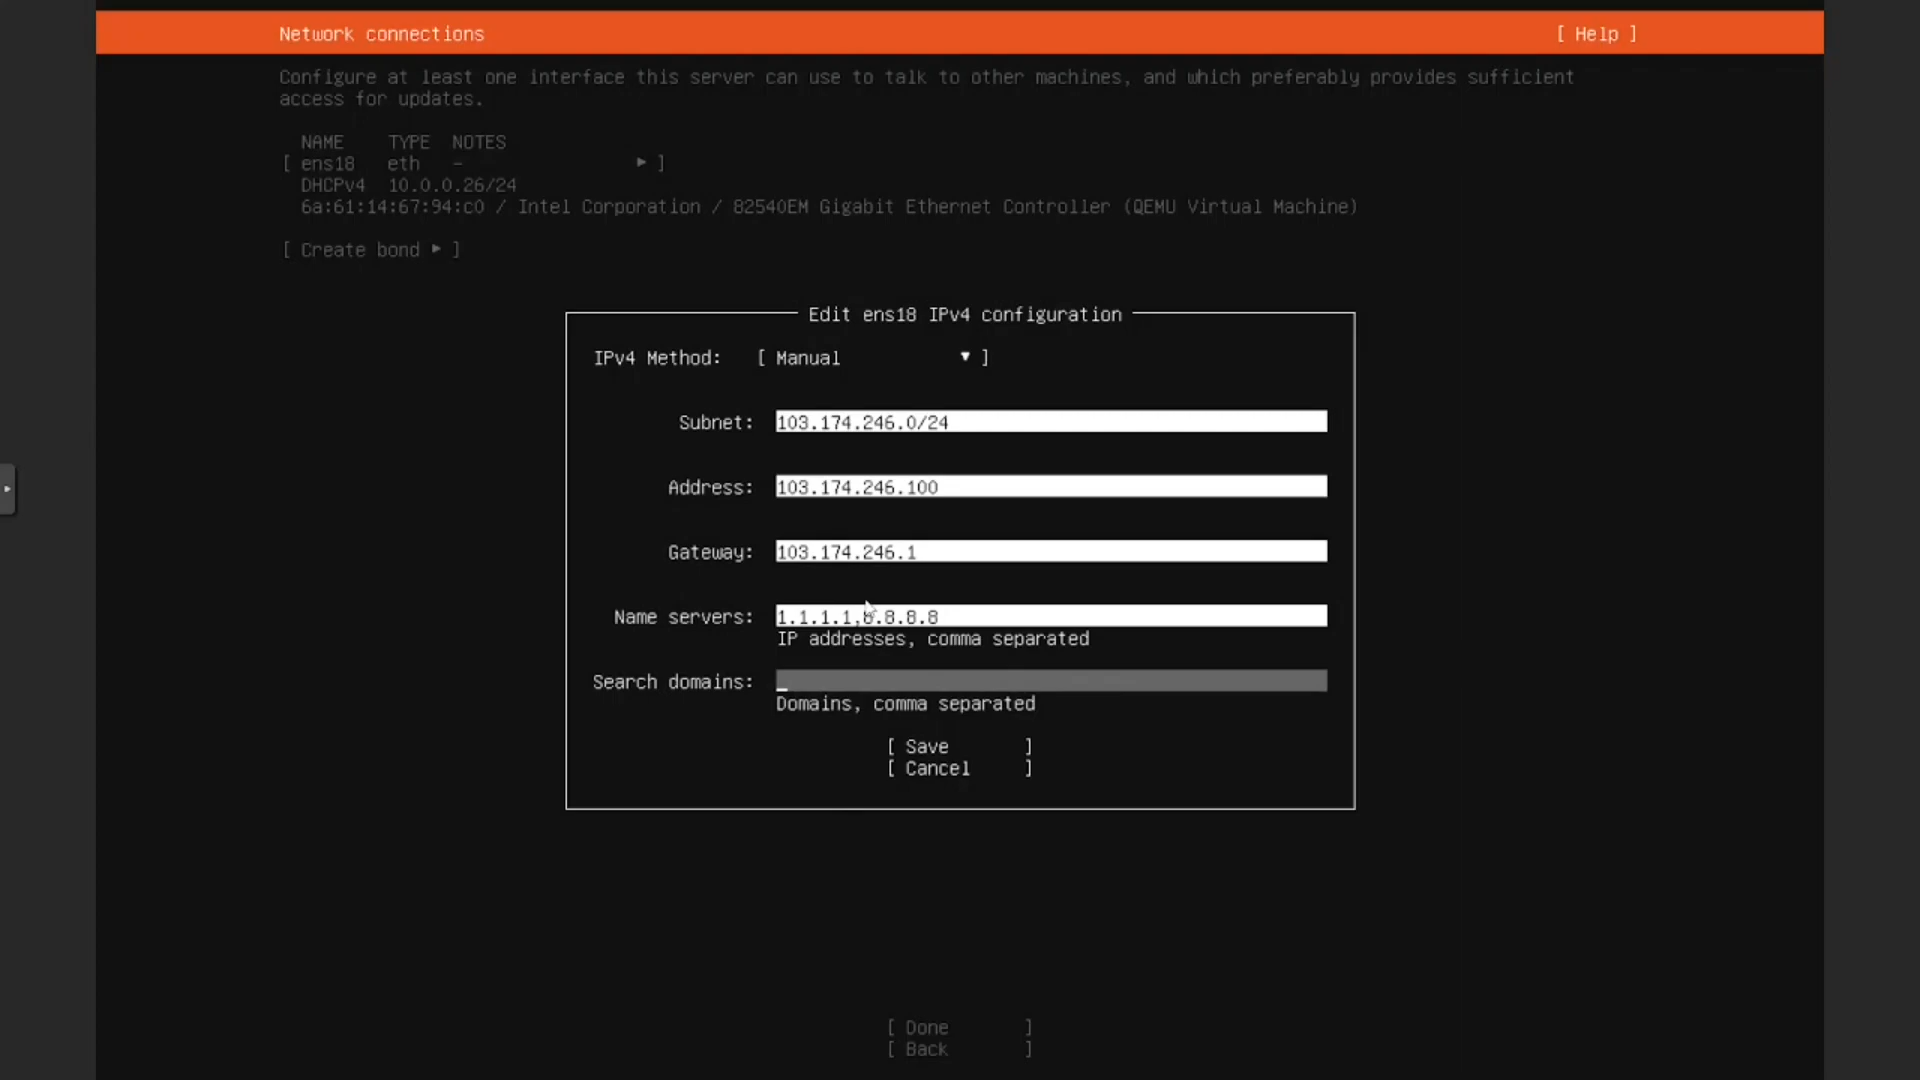 Network connections [ Help ]
Configure at least one interface this server can use to talk to other machines, and which preferably provides sufficient
access for updates.
NAME TYPE NOTES
[ ens18 eth - ▸ ]
DHCPv4 10.0.0.26/24
6a:61:14:67:94:c0 / Intel Corporation / 82540EM Gigabit Ethernet Controller (QEMU Virtual Machine)
[ Create bond ▸ ]
Edit ens18 IPv4 configuration
IPv4 Method: [ Manual ▾ ]
Subnet: 103.174.246.0/24
Address: 103.174.246.100
Gateway: 103.174.246.1
Name servers: 1.1.1.1,8.8.8.8
IP addresses, comma separated
Search domains:
Domains, comma separated
[ Save ]
[ Cancel ]
[ Done ]
[ Back ]